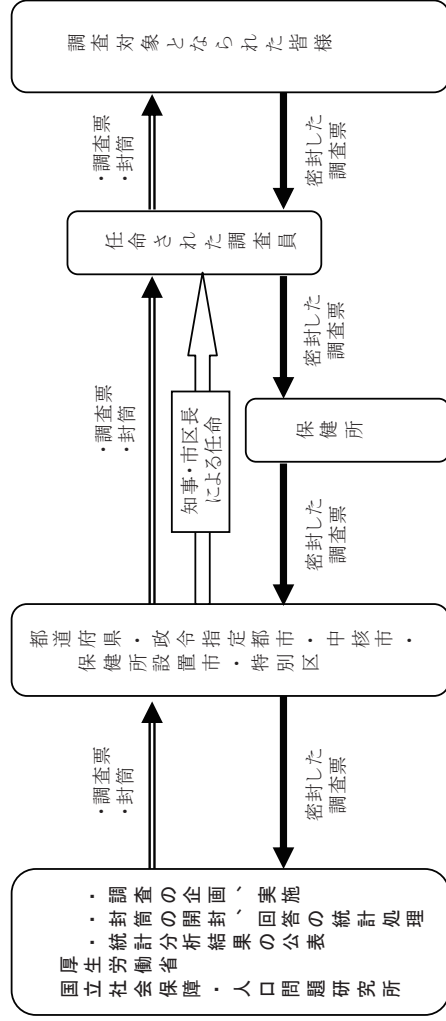 ・調査の企画、実施
・封筒の開封、回答の統計処理
・統計分析結果の公表
厚生労働省
国立社会保障・人口問題研究所
・調査票
・封筒
密封した
調査票
都道府県・政令指定都市・中核市・
保健所設置市・特別区
・調査票
・封筒
知事・市区長
による任命
密封した
調査票
保健所
密封した
調査票
任命された調査員
・調査票
・封筒
密封した
調査票
調査対象となられた皆様